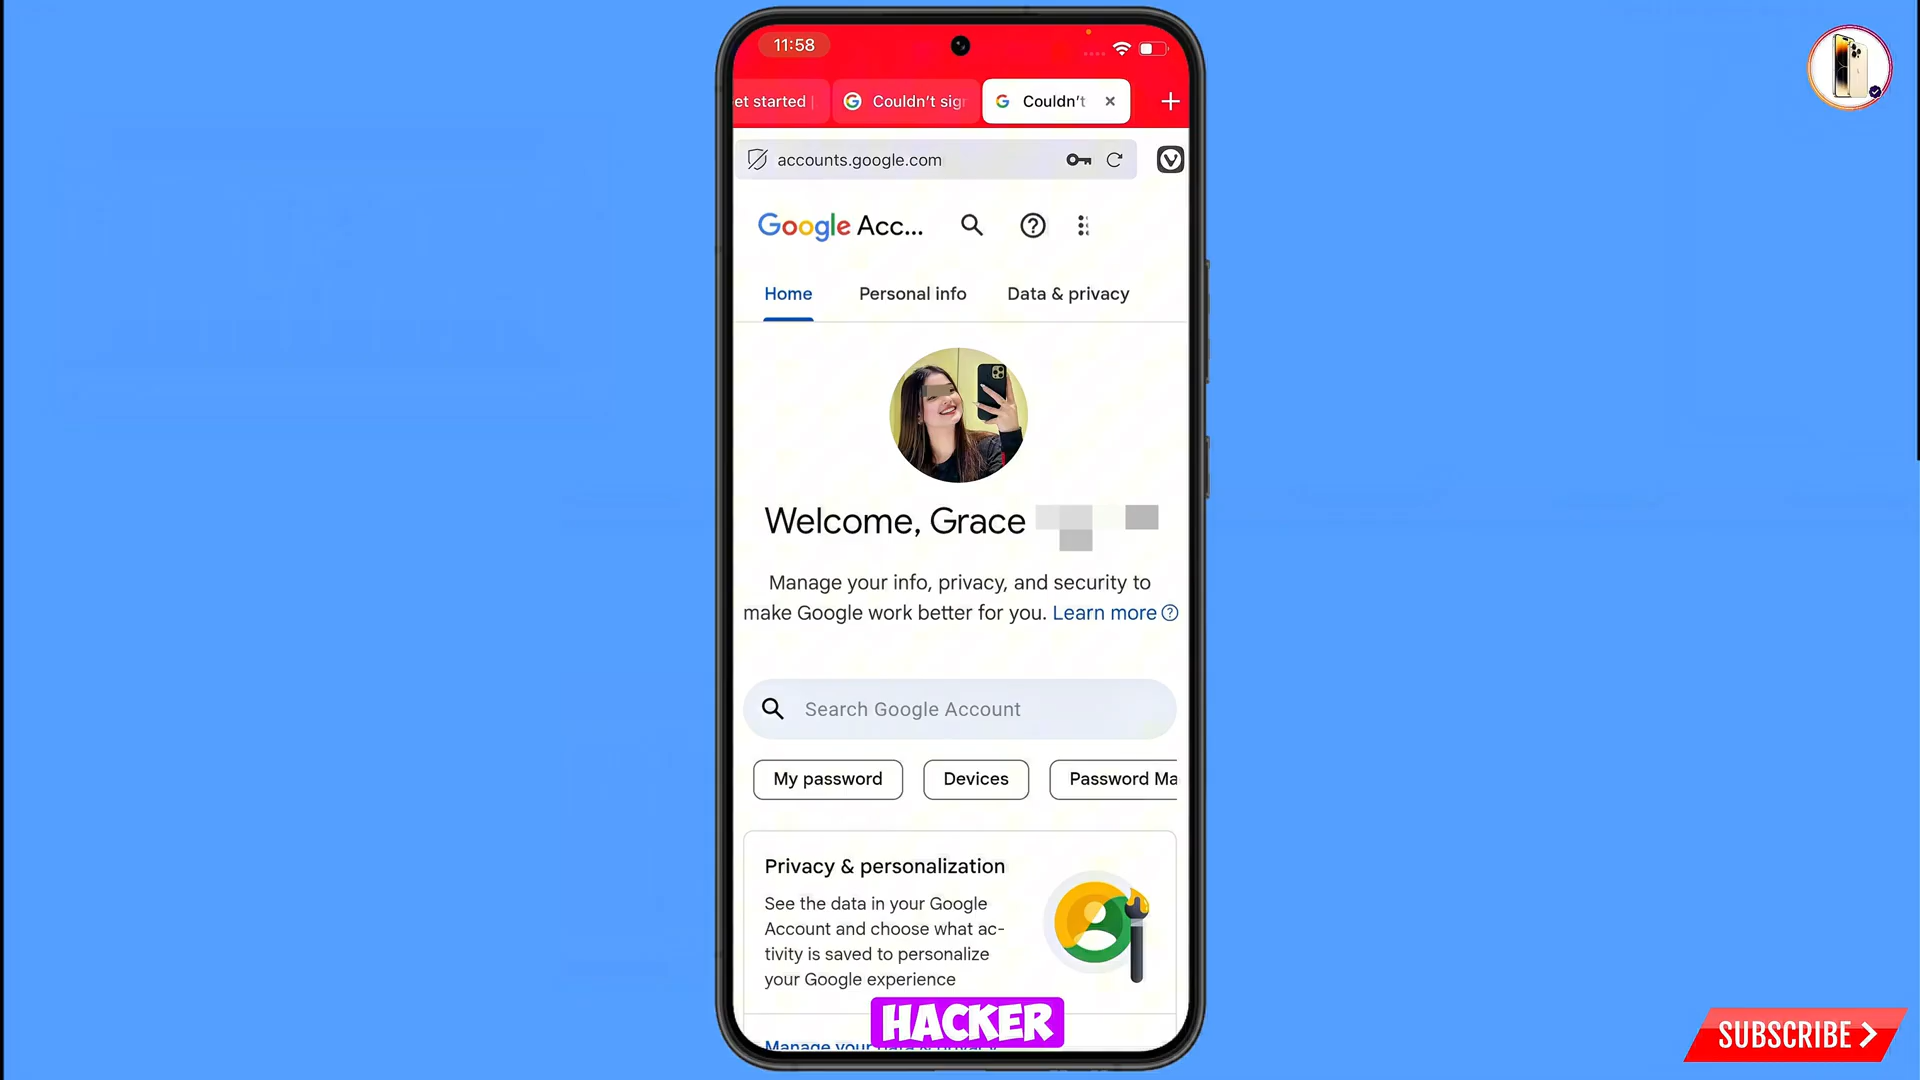 11:58
et started
Couldn't sig
Couldn't
accounts.google.com
Google Acc...
Home
Personal info
Data & privacy
Welcome, Grace
Manage your info, privacy, and security to
make Google work better for you. Learn more
Search Google Account
My password
Devices
Password Ma
Privacy & personalization
See the data in your Google
Account and choose what ac-
tivity is saved to personalize
your Google experience
HACKER
Manage your
SUBSCRIBE